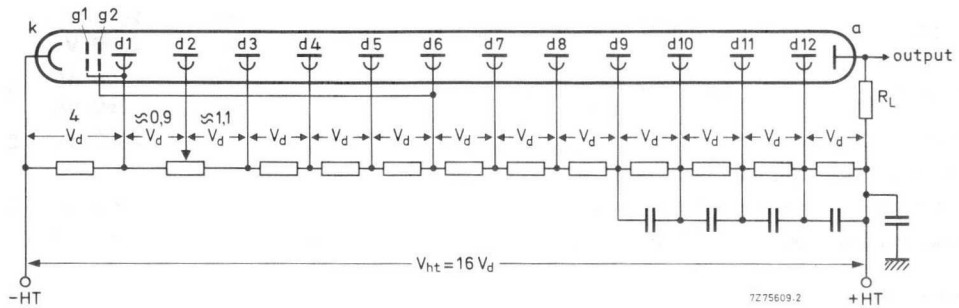 g1 g2
k
d1 d2 d3 d4 d5 d6 d7 d8 d9 d10 d11 d12
a
output
R_L
4 ≈0,9 ≈1,1
V_d V_d V_d V_d V_d V_d V_d V_d V_d V_d V_d V_d V_d
V_ht = 16 V_d
−HT
7Z75609.2
+HT